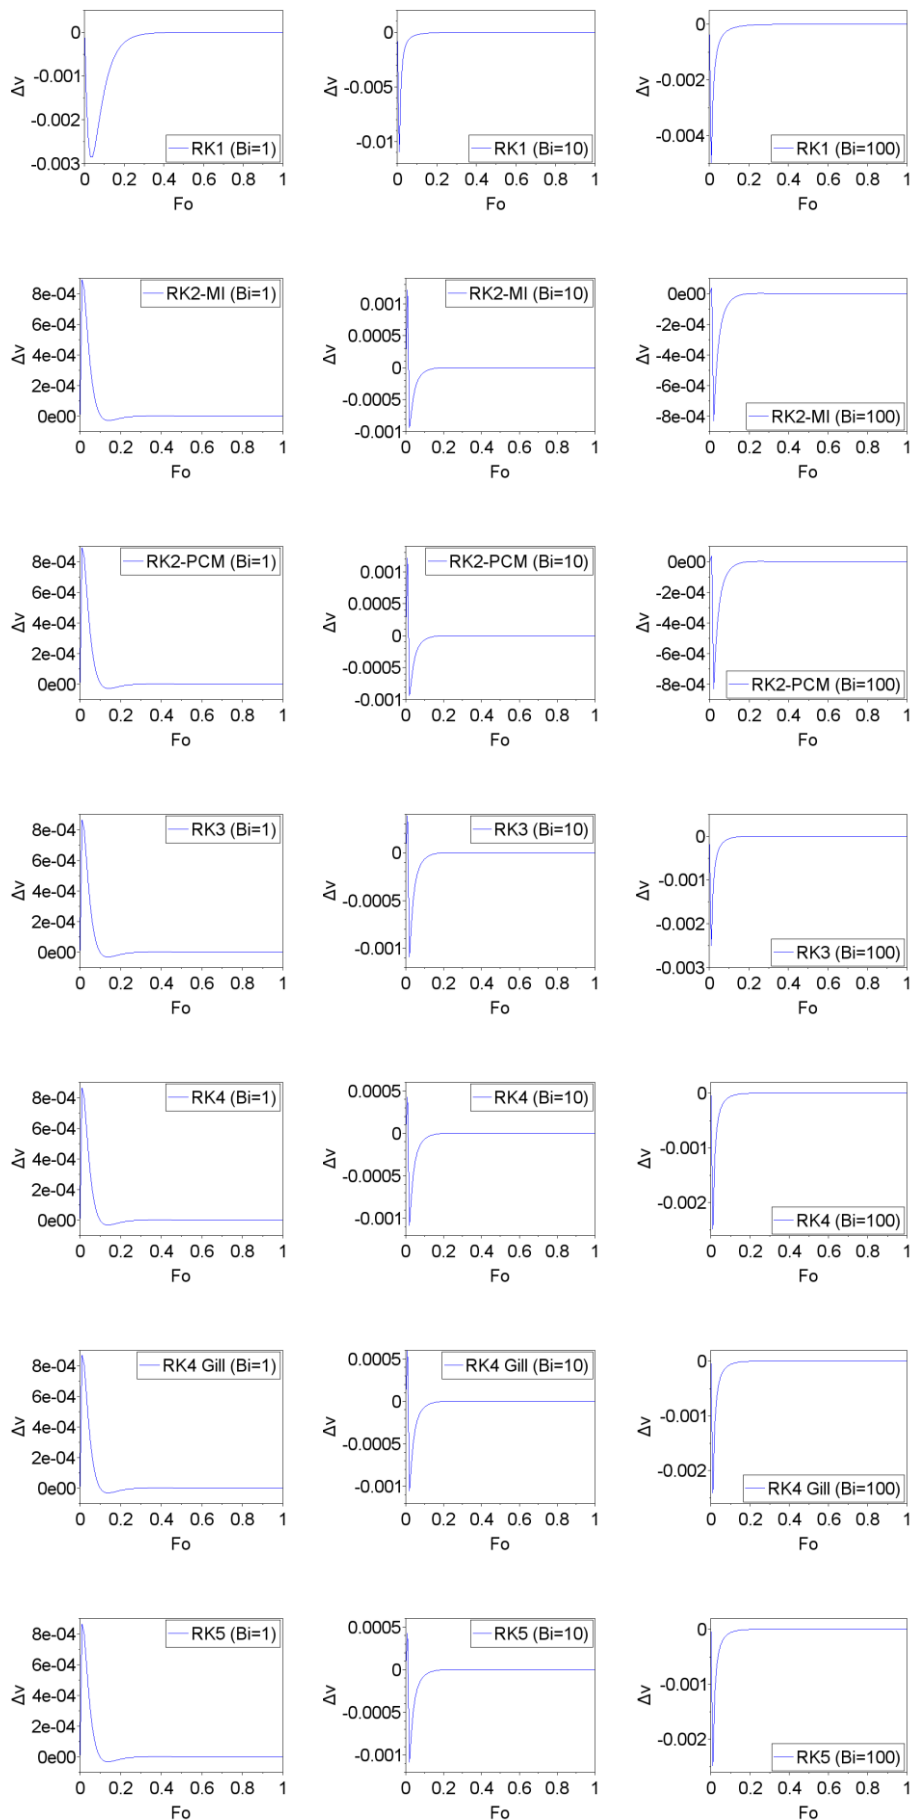 0
-0.001
-0.002
-0.003
Δv
RK1 (Bi=1)
0 0.2 0.4 0.6 0.8 1
Fo
0
-0.005
-0.01
Δv
RK1 (Bi=10)
0 0.2 0.4 0.6 0.8 1
Fo
0
-0.002
-0.004
Δv
RK1 (Bi=100)
0 0.2 0.4 0.6 0.8 1
Fo
8e-04
6e-04
4e-04
2e-04
0e00
Δv
RK2-MI (Bi=1)
0 0.2 0.4 0.6 0.8 1
Fo
0.001
0.0005
0
-0.0005
-0.001
Δv
RK2-MI (Bi=10)
0 0.2 0.4 0.6 0.8 1
Fo
0e00
-2e-04
-4e-04
-6e-04
-8e-04
Δv
RK2-MI (Bi=100)
0 0.2 0.4 0.6 0.8 1
Fo
8e-04
6e-04
4e-04
2e-04
0e00
Δv
RK2-PCM (Bi=1)
0 0.2 0.4 0.6 0.8 1
Fo
0.001
0.0005
0
-0.0005
-0.001
Δv
RK2-PCM (Bi=10)
0 0.2 0.4 0.6 0.8 1
Fo
0e00
-2e-04
-4e-04
-6e-04
-8e-04
Δv
RK2-PCM (Bi=100)
0 0.2 0.4 0.6 0.8 1
Fo
8e-04
6e-04
4e-04
2e-04
0e00
Δv
RK3 (Bi=1)
0 0.2 0.4 0.6 0.8 1
Fo
0
-0.0005
-0.001
Δv
RK3 (Bi=10)
0 0.2 0.4 0.6 0.8 1
Fo
0
-0.001
-0.002
-0.003
Δv
RK3 (Bi=100)
0 0.2 0.4 0.6 0.8 1
Fo
8e-04
6e-04
4e-04
2e-04
0e00
Δv
RK4 (Bi=1)
0 0.2 0.4 0.6 0.8 1
Fo
0.0005
0
-0.0005
-0.001
Δv
RK4 (Bi=10)
0 0.2 0.4 0.6 0.8 1
Fo
0
-0.001
-0.002
Δv
RK4 (Bi=100)
0 0.2 0.4 0.6 0.8 1
Fo
8e-04
6e-04
4e-04
2e-04
0e00
Δv
RK4 Gill (Bi=1)
0 0.2 0.4 0.6 0.8 1
Fo
0.0005
0
-0.0005
-0.001
Δv
RK4 Gill (Bi=10)
0 0.2 0.4 0.6 0.8 1
Fo
0
-0.001
-0.002
Δv
RK4 Gill (Bi=100)
0 0.2 0.4 0.6 0.8 1
Fo
8e-04
6e-04
4e-04
2e-04
0e00
Δv
RK5 (Bi=1)
0 0.2 0.4 0.6 0.8 1
Fo
0.0005
0
-0.0005
-0.001
Δv
RK5 (Bi=10)
0 0.2 0.4 0.6 0.8 1
Fo
0
-0.001
-0.002
Δv
RK5 (Bi=100)
0 0.2 0.4 0.6 0.8 1
Fo